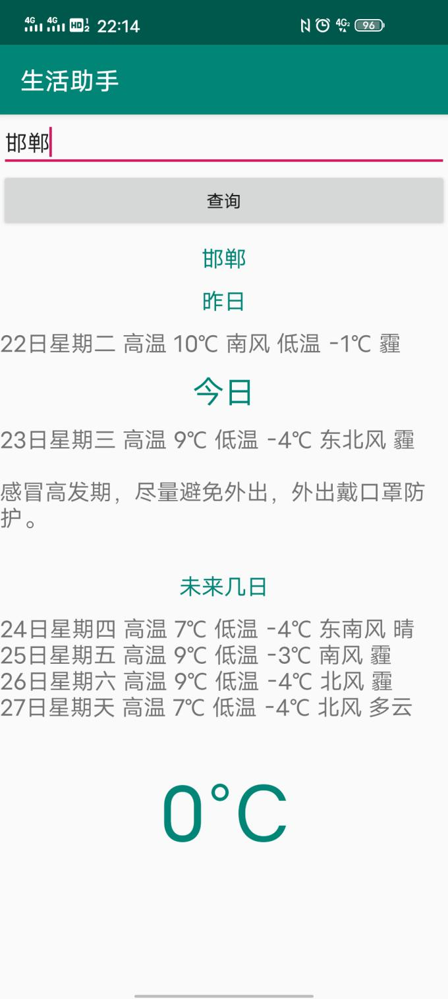 4G 4G HD 1 2 22:14 4G2 96
生活助手
邯郸
查询
邯郸
昨日
22日星期二 高温 10℃ 南风 低温 -1℃ 霾
今日
23日星期三 高温 9℃ 低温 -4℃ 东北风 霾
感冒高发期，尽量避免外出，外出戴口罩防
护。
未来几日
24日星期四 高温 7℃ 低温 -4℃ 东南风 晴
25日星期五 高温 9℃ 低温 -3℃ 南风 霾
26日星期六 高温 9℃ 低温 -4℃ 北风 霾
27日星期天 高温 7℃ 低温 -4℃ 北风 多云
0°C